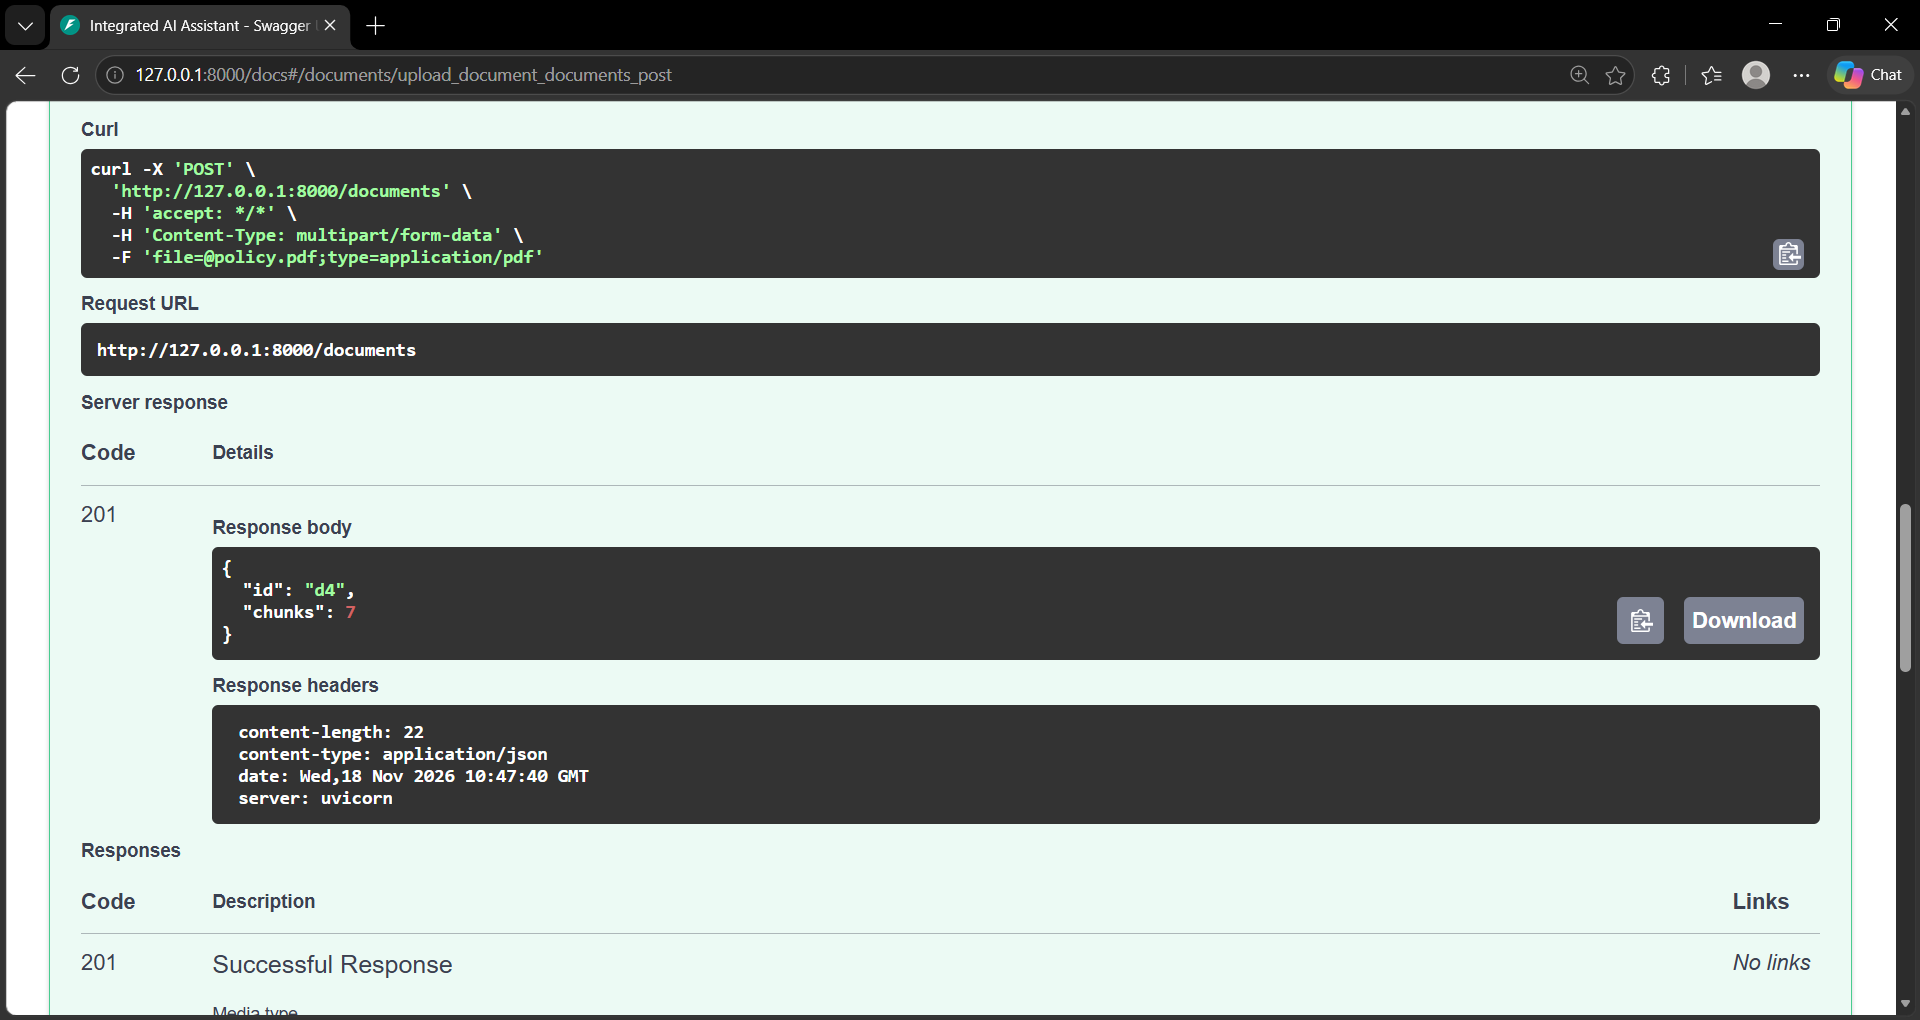 Integrated AI Assistant - Swagger
127.0.0.1:8000/docs#/documents/upload_document_documents_post
Chat
Curl
curl -X 'POST' \
'http://127.0.0.1:8000/documents' \
-H 'accept: */*' \
-H 'Content-Type: multipart/form-data' \
-F 'file=@policy.pdf;type=application/pdf'
Request URL
http://127.0.0.1:8000/documents
Server response
Code Details
201
Response body
{
"id": "d4",
"chunks": 7
}
Download
Response headers
content-length: 22
content-type: application/json
date: Wed,18 Nov 2026 10:47:40 GMT
server: uvicorn
Responses
Code Description Links
201 Successful Response No links
Media type